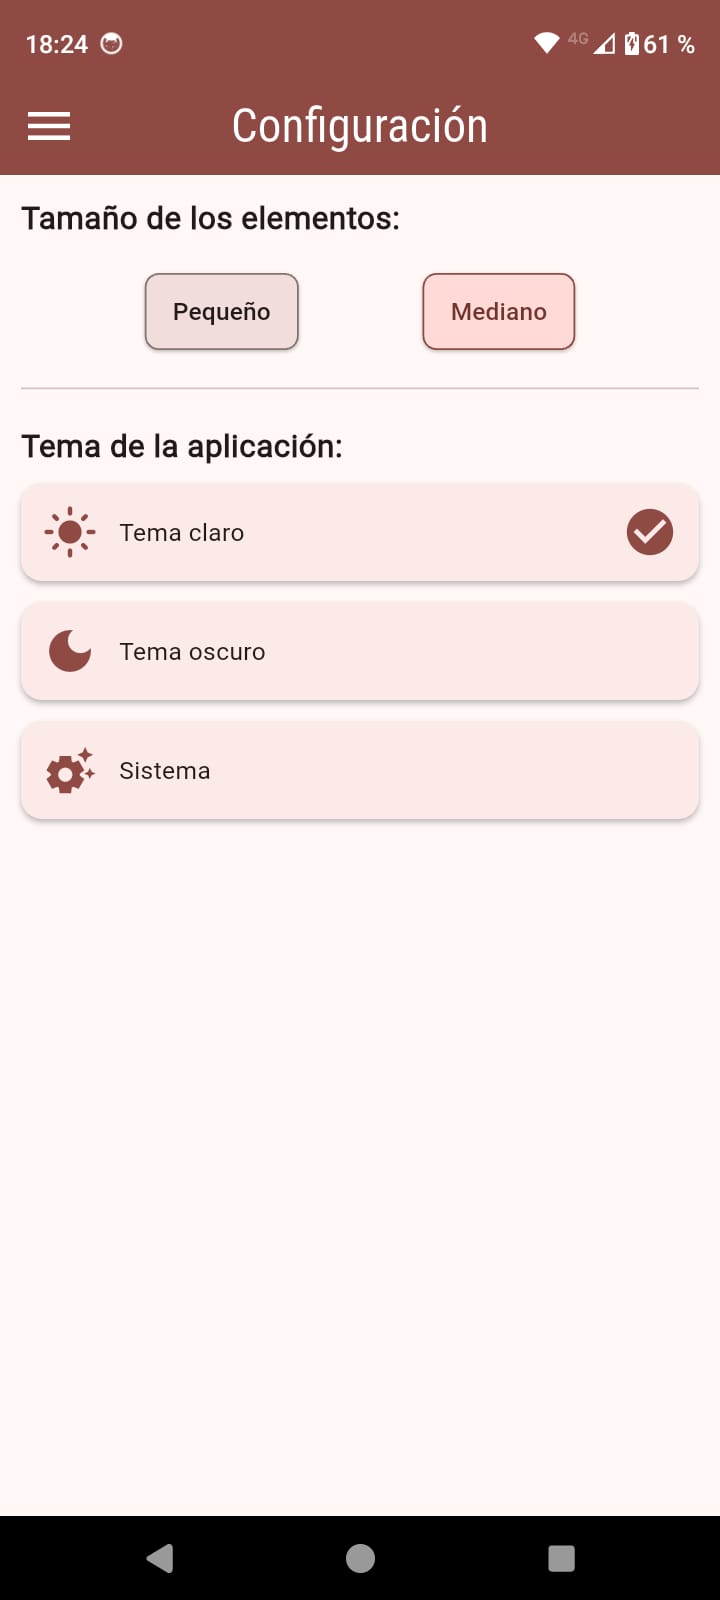 18:24 4G 61 %
Configuración
Tamaño de los elementos:
Pequeño Mediano
Tema de la aplicación:
Tema claro
Tema oscuro
Sistema